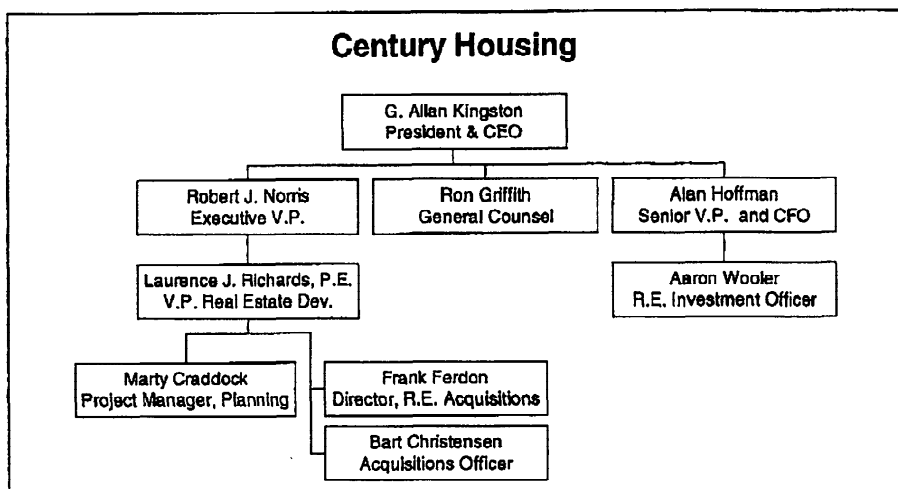 Century Housing
G. Allan Kingston
President & CEO
Robert J. Norris
Executive V.P.
Ron Griffith
General Counsel
Alan Hoffman
Senior V.P. and CFO
Laurence J. Richards, P.E.
V.P. Real Estate Dev.
Aaron Wooler
R.E. Investment Officer
Marty Craddock
Project Manager, Planning
Frank Ferdon
Director, R.E. Acquisitions
Bart Christensen
Acquisitions Officer